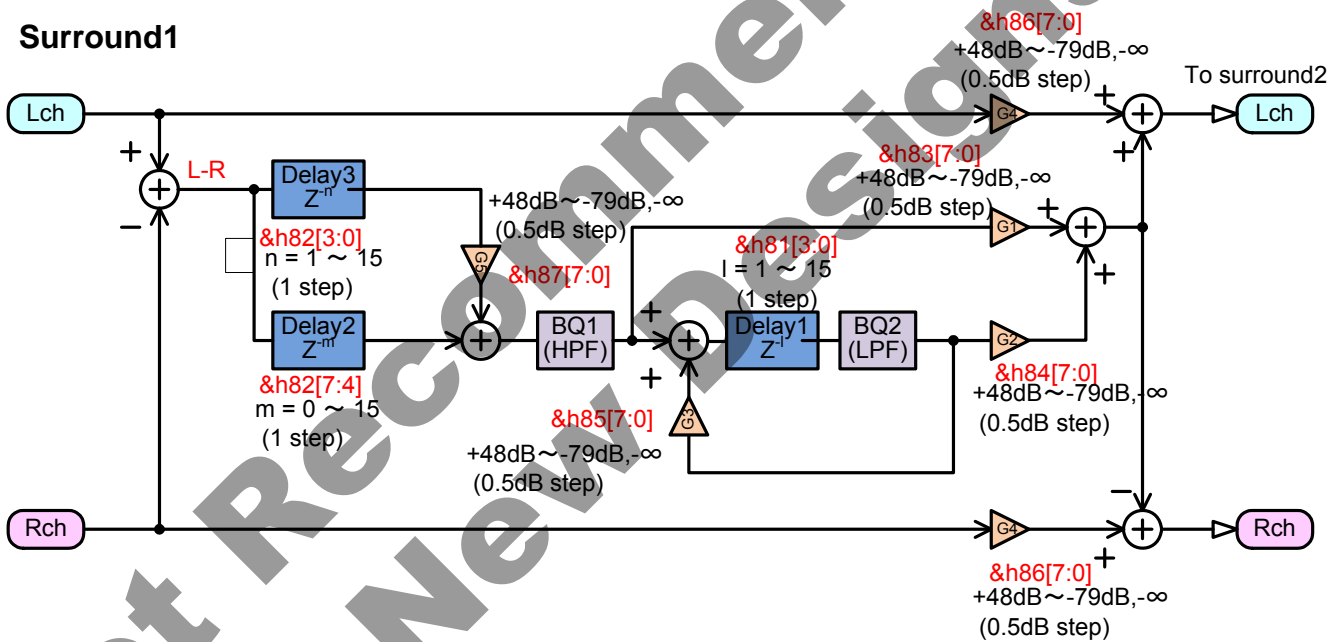 Surround1
&h86[7:0]
+48dB～-79dB,-∞
(0.5dB step)
To surround2
Lch
G4
+
+
Lch
+
L-R
+
−
Delay3
Z-n
&h82[3:0]
n = 1 ～ 15
(1 step)
+48dB～-79dB,-∞
(0.5dB step)
G5
&h87[7:0]
&h83[7:0]
+48dB～-79dB,-∞
(0.5dB step)
G1
+
+
+
&h81[3:0]
l = 1 ～ 15
(1 step)
Delay2
Z-m
&h82[7:4]
m = 0 ～ 15
(1 step)
+
BQ1
(HPF)
+
+
+
Delay1
Z-l
BQ2
(LPF)
G2
&h84[7:0]
+48dB～-79dB,-∞
(0.5dB step)
G3
&h85[7:0]
+48dB～-79dB,-∞
(0.5dB step)
Rch
G4
−
+
+
Rch
&h86[7:0]
+48dB～-79dB,-∞
(0.5dB step)
New Design